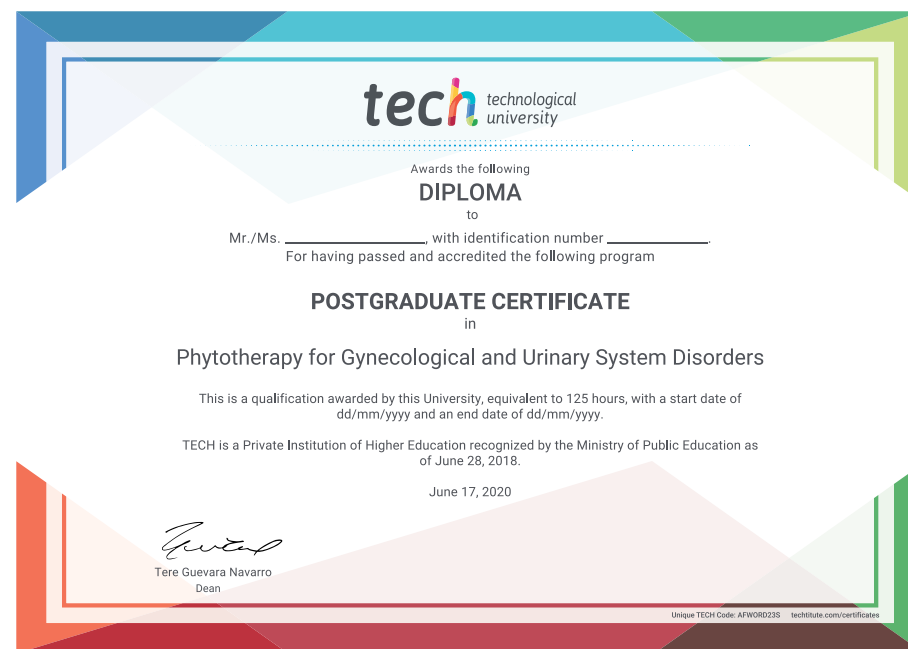 tech technological
university
Awards the following
DIPLOMA
to
Mr./Ms. ____________________, with identification number ______________.
For having passed and accredited the following program
POSTGRADUATE CERTIFICATE
in
Phytotherapy for Gynecological and Urinary System Disorders
This is a qualification awarded by this University, equivalent to 125 hours, with a start date of
dd/mm/yyyy and an end date of dd/mm/yyyy.
TECH is a Private Institution of Higher Education recognized by the Ministry of Public Education as
of June 28, 2018.
June 17, 2020
Tere Guevara Navarro
Dean
Unique TECH Code: AFWORD23S techtitute.com/certificates